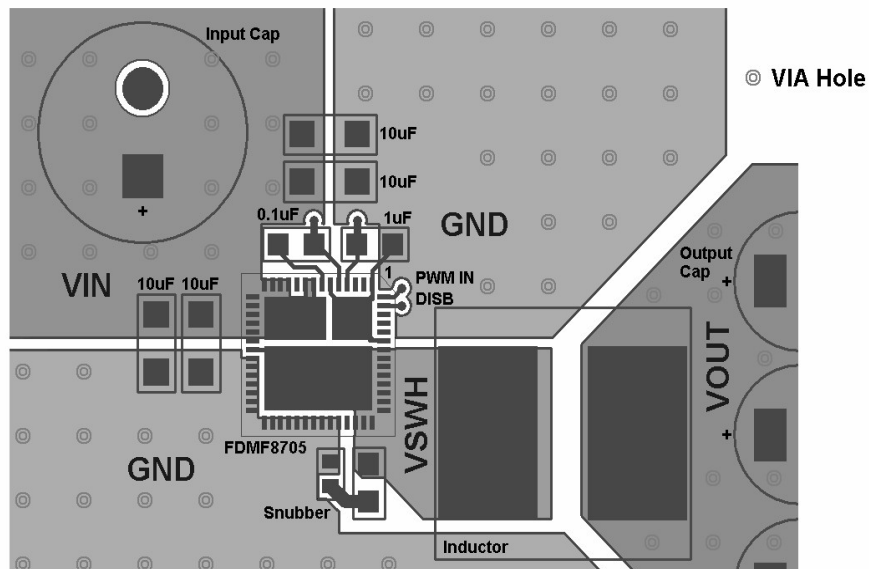 Input Cap
VIA Hole
10uF
10uF
0.1uF
1uF
GND
+
Output
Cap
+
VIN
10uF 10uF
1
PWM IN
DISB
VSWH
VOUT
+
FDMF8705
GND
Snubber
Inductor